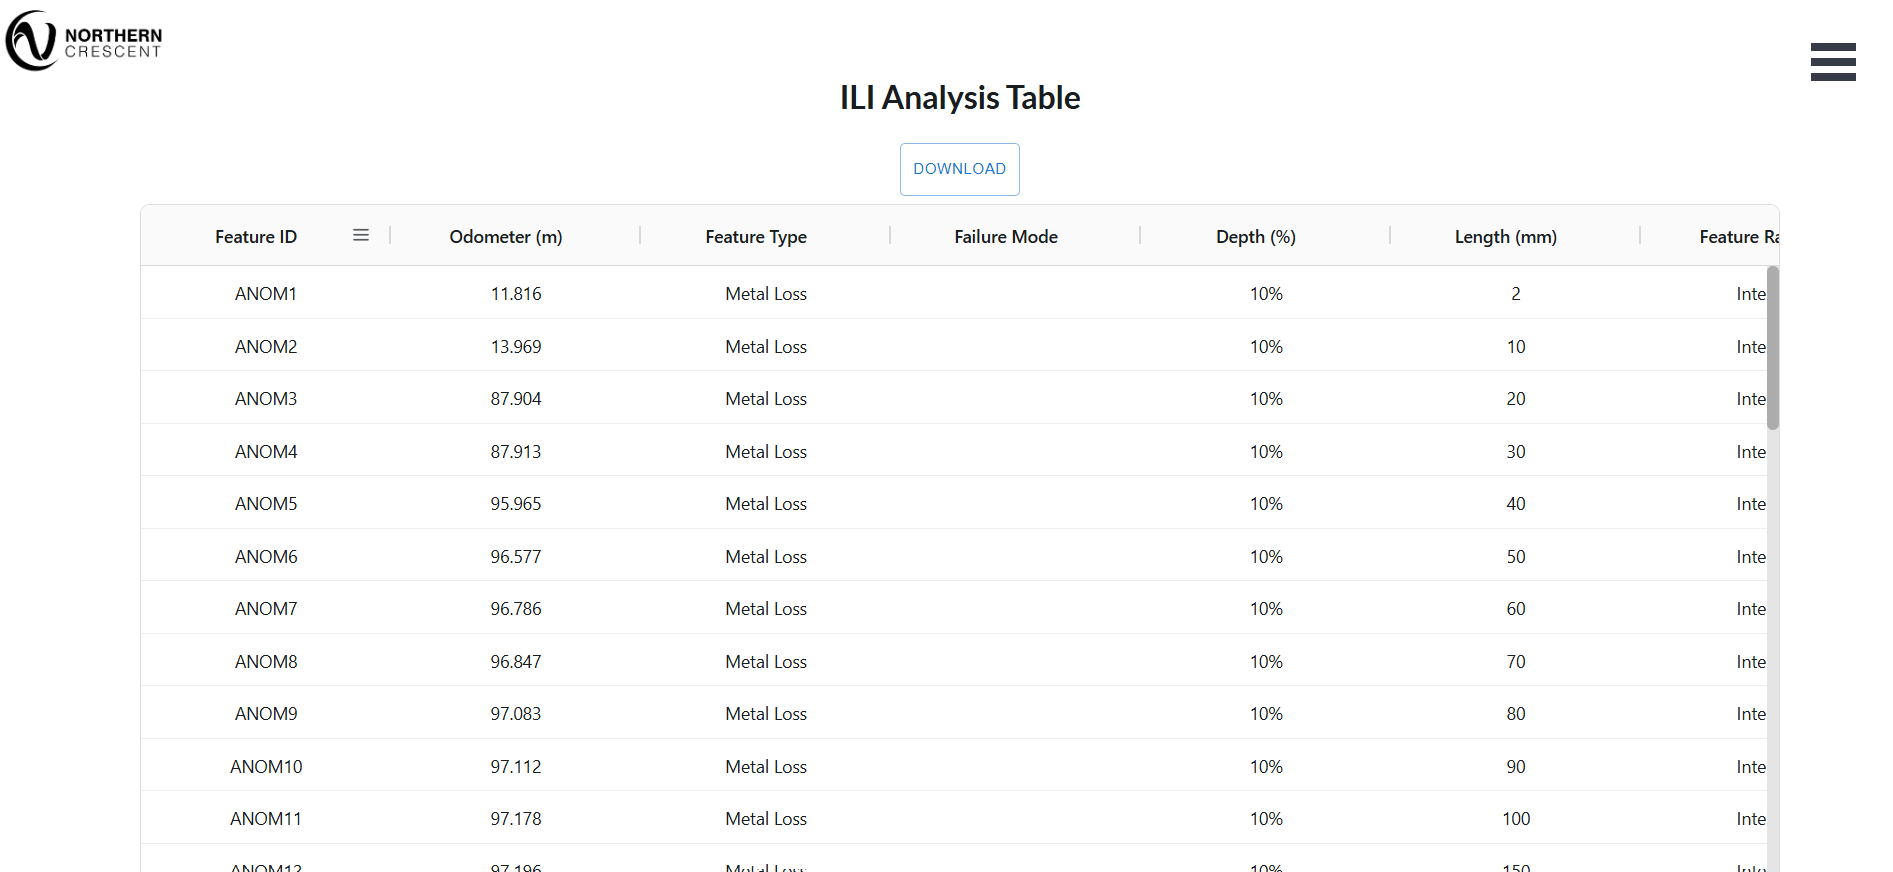 NORTHERN
CRESCENT
ILI Analysis Table
DOWNLOAD
Feature ID Odometer (m) Feature Type Failure Mode Depth (%) Length (mm) Feature Ra
ANOM1 11.816 Metal Loss 10% 2 Inte
ANOM2 13.969 Metal Loss 10% 10 Inte
ANOM3 87.904 Metal Loss 10% 20 Inte
ANOM4 87.913 Metal Loss 10% 30 Inte
ANOM5 95.965 Metal Loss 10% 40 Inte
ANOM6 96.577 Metal Loss 10% 50 Inte
ANOM7 96.786 Metal Loss 10% 60 Inte
ANOM8 96.847 Metal Loss 10% 70 Inte
ANOM9 97.083 Metal Loss 10% 80 Inte
ANOM10 97.112 Metal Loss 10% 90 Inte
ANOM11 97.178 Metal Loss 10% 100 Inte
ANOM12 97.196 Metal Loss 10% 150 Inte